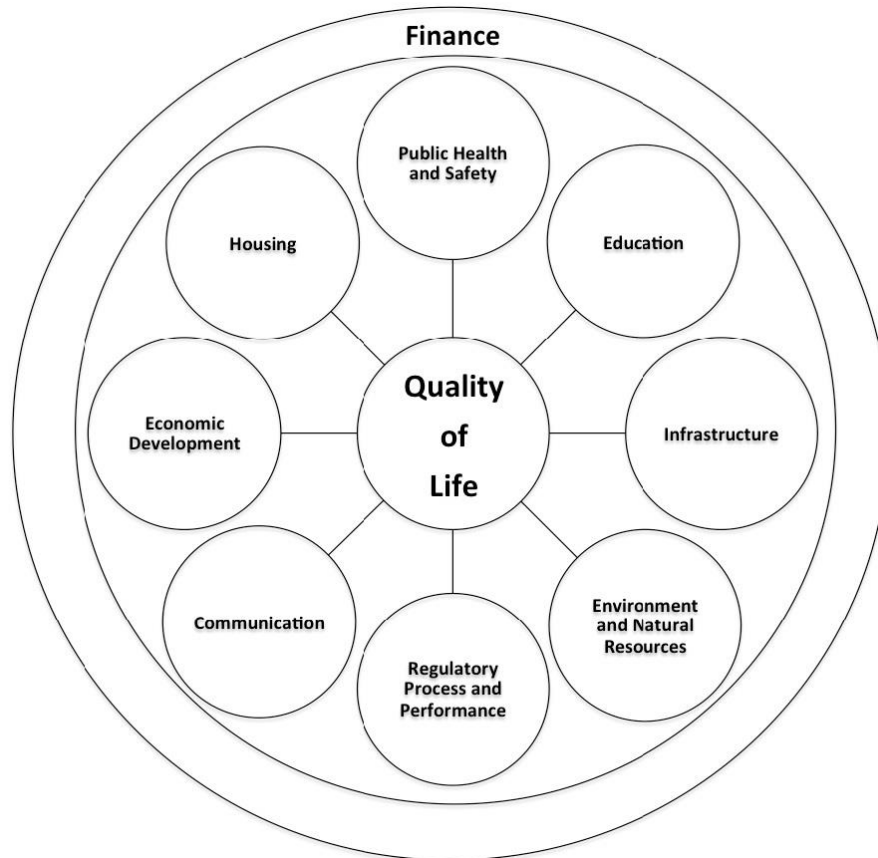 Finance
Public Health
and Safety
Housing
Education
Quality
of
Life
Economic
Development
Infrastructure
Communication
Environment
and Natural
Resources
Regulatory
Process and
Performance